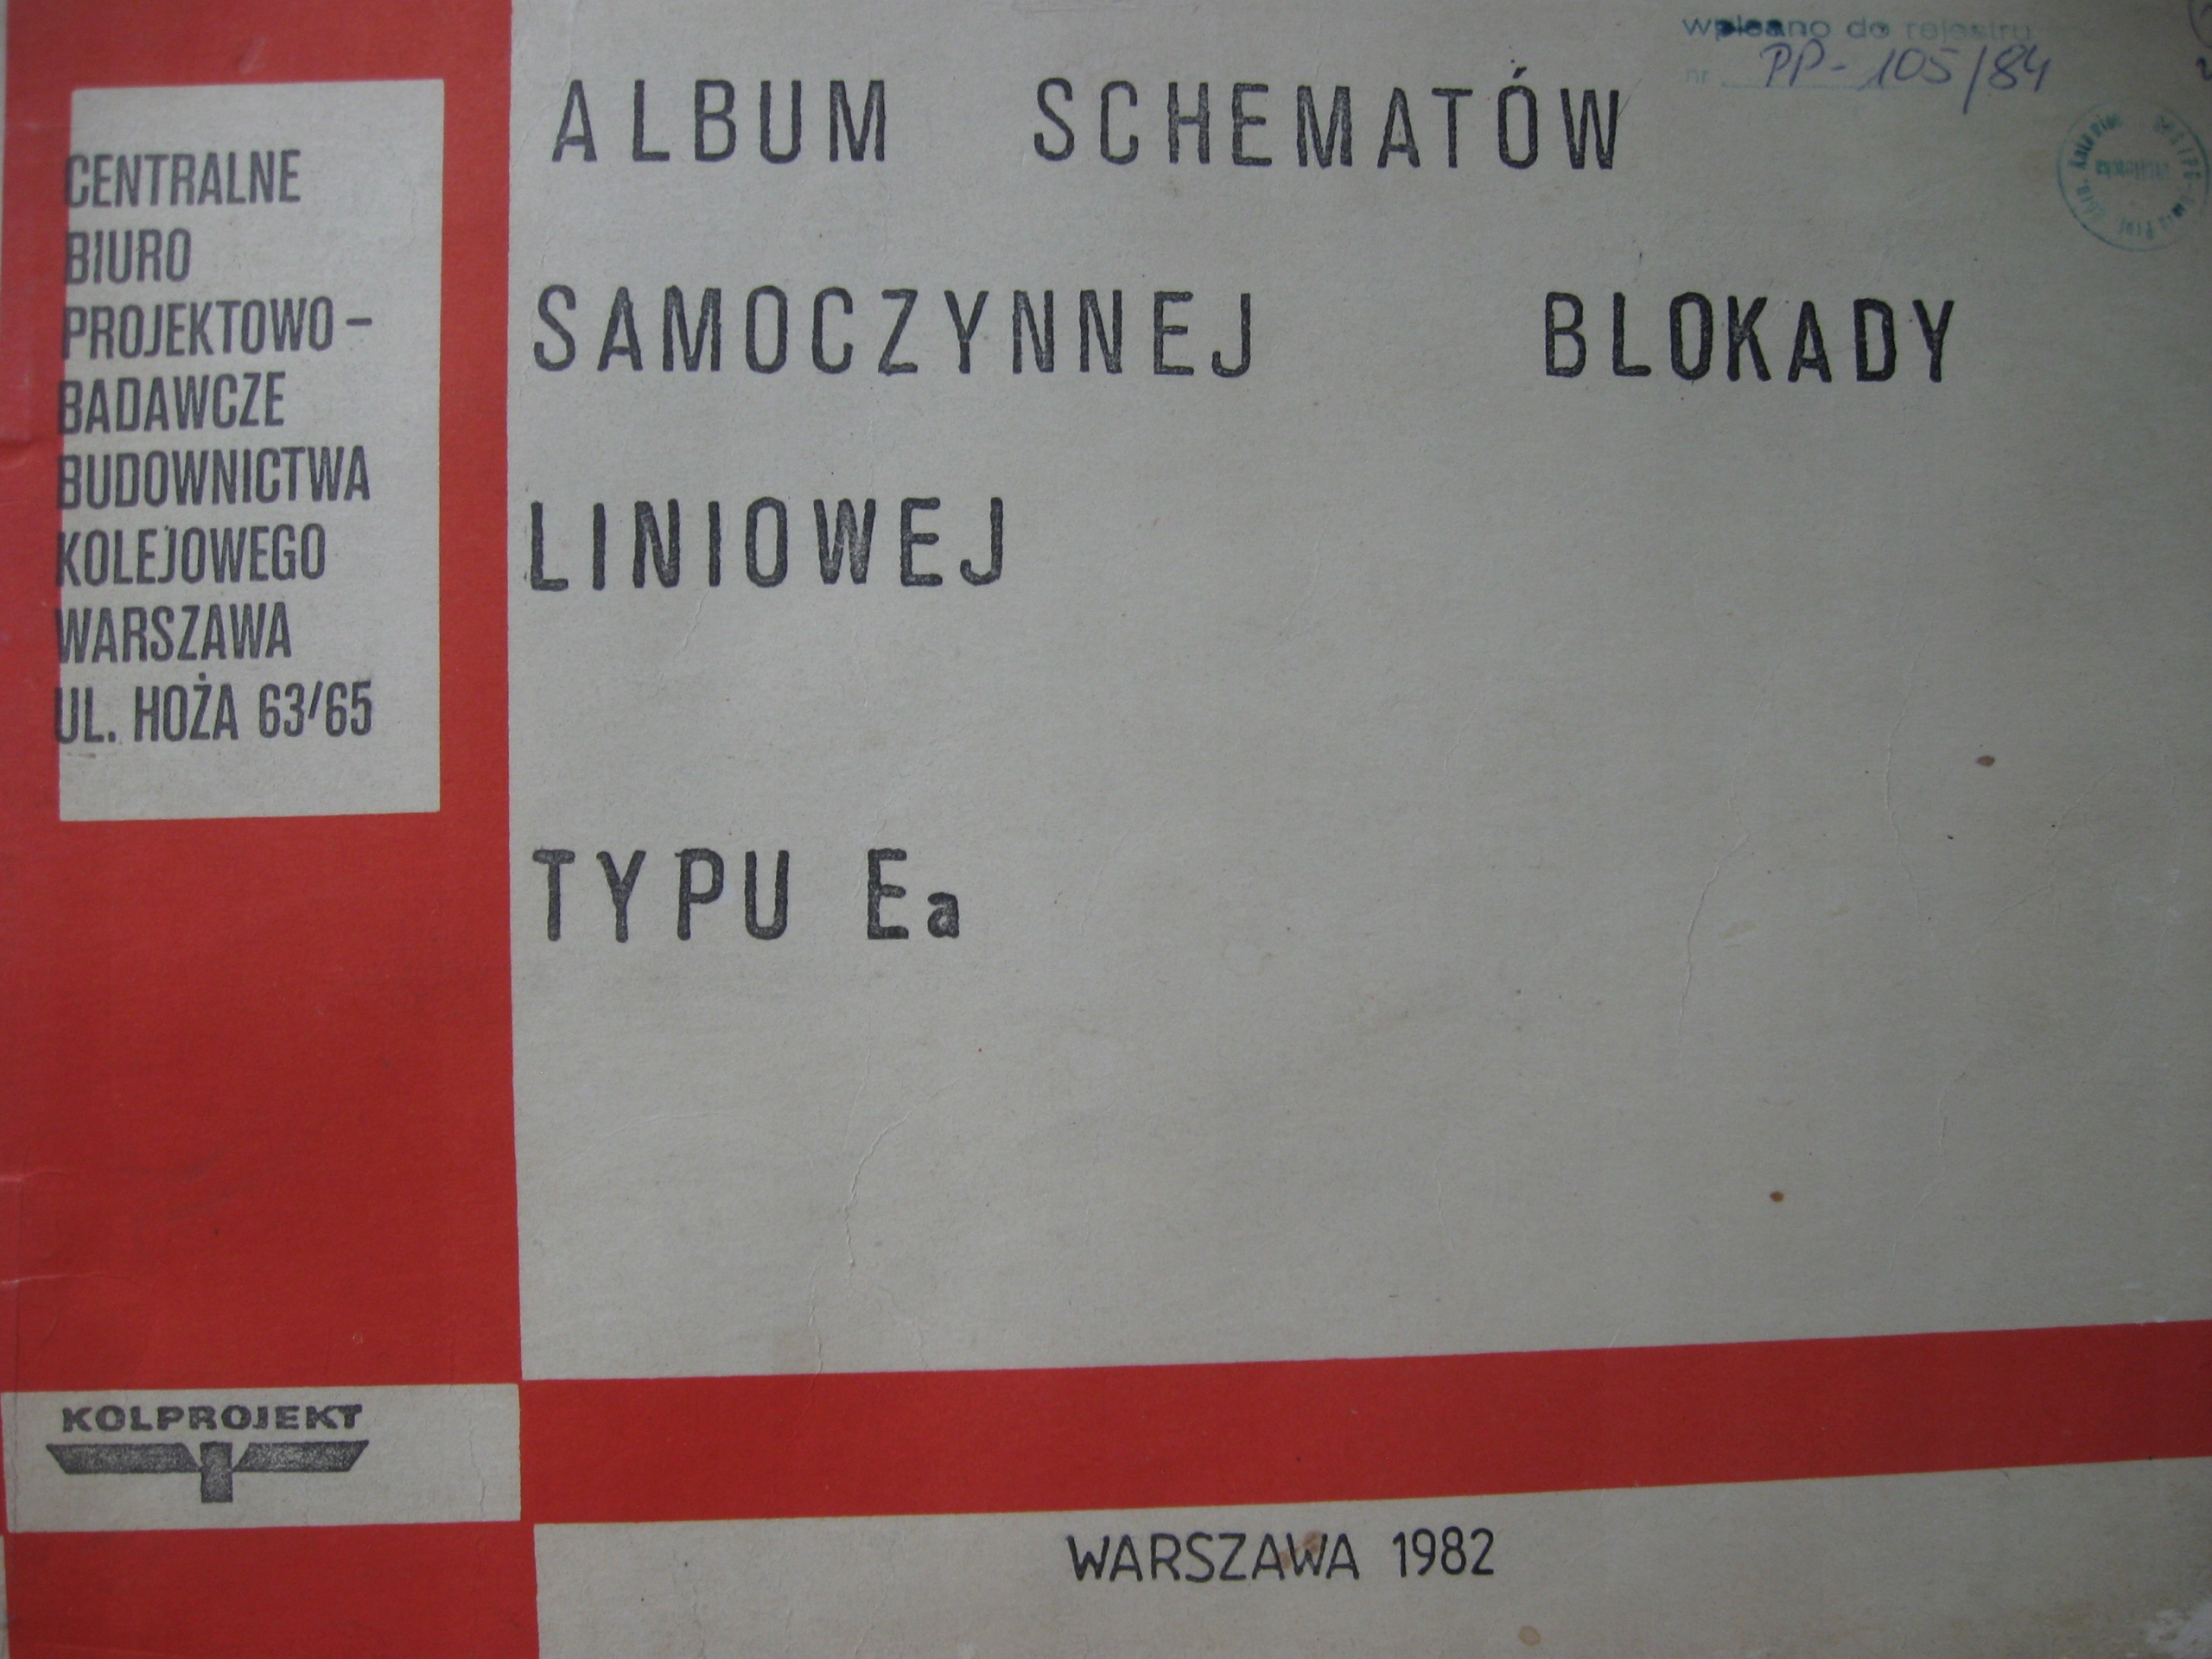 CENTRALNE
BIURO
PROJEKTOWO-
BADAWCZE
BUDOWNICTWA
KOLEJOWEGO
WARSZAWA
UL. HOŻA 63/65
wpisano do rejestru
nr PP-105/84
ALBUM SCHEMATÓW
SAMOCZYNNEJ BLOKADY
LINIOWEJ
TYPU Ea
KOLPROJEKT
WARSZAWA 1982